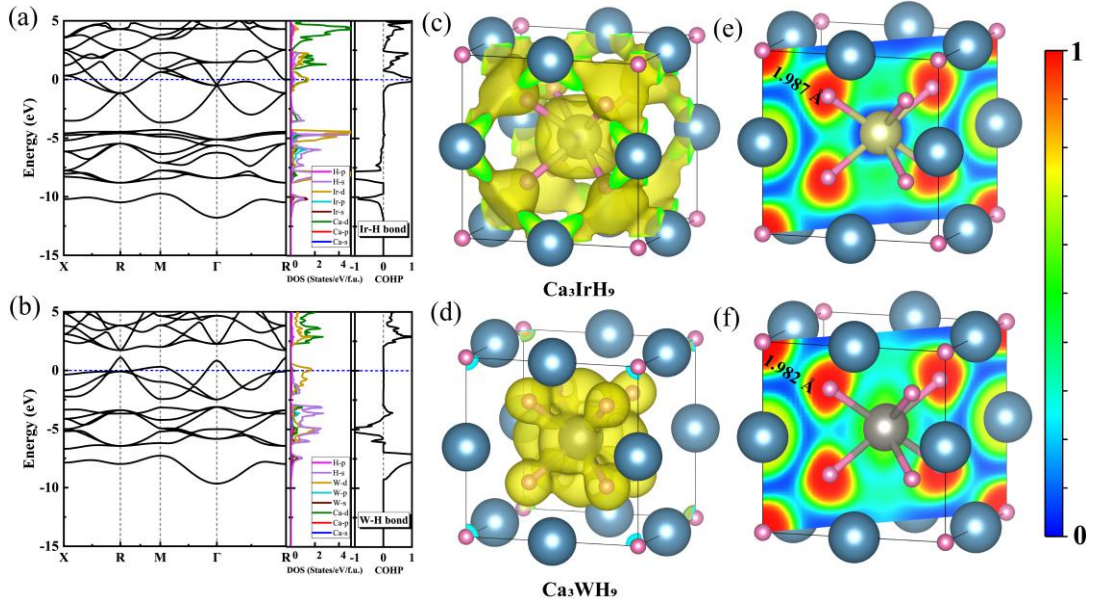 (a)
Energy (eV)
5
0
-5
-10
-15
X
R
M
Γ
R
H-p
H-s
Ir-d
Ir-p
Ir-s
Ca-d
Ca-p
Ca-s
0 2 4
DOS (States/eV/f.u.)
Ir-H bond
-1 0 1
COHP
(b)
Energy (eV)
5
0
-5
-10
-15
X
R
M
Γ
R
H-p
H-s
W-d
W-p
W-s
Ca-d
Ca-p
Ca-s
0 2 4
DOS (States/eV/f.u.)
W-H bond
-1 0 1
COHP
(c)
Ca₃IrH₉
(d)
Ca₃WH₉
(e)
1.987 Å
(f)
1.982 Å
1
0